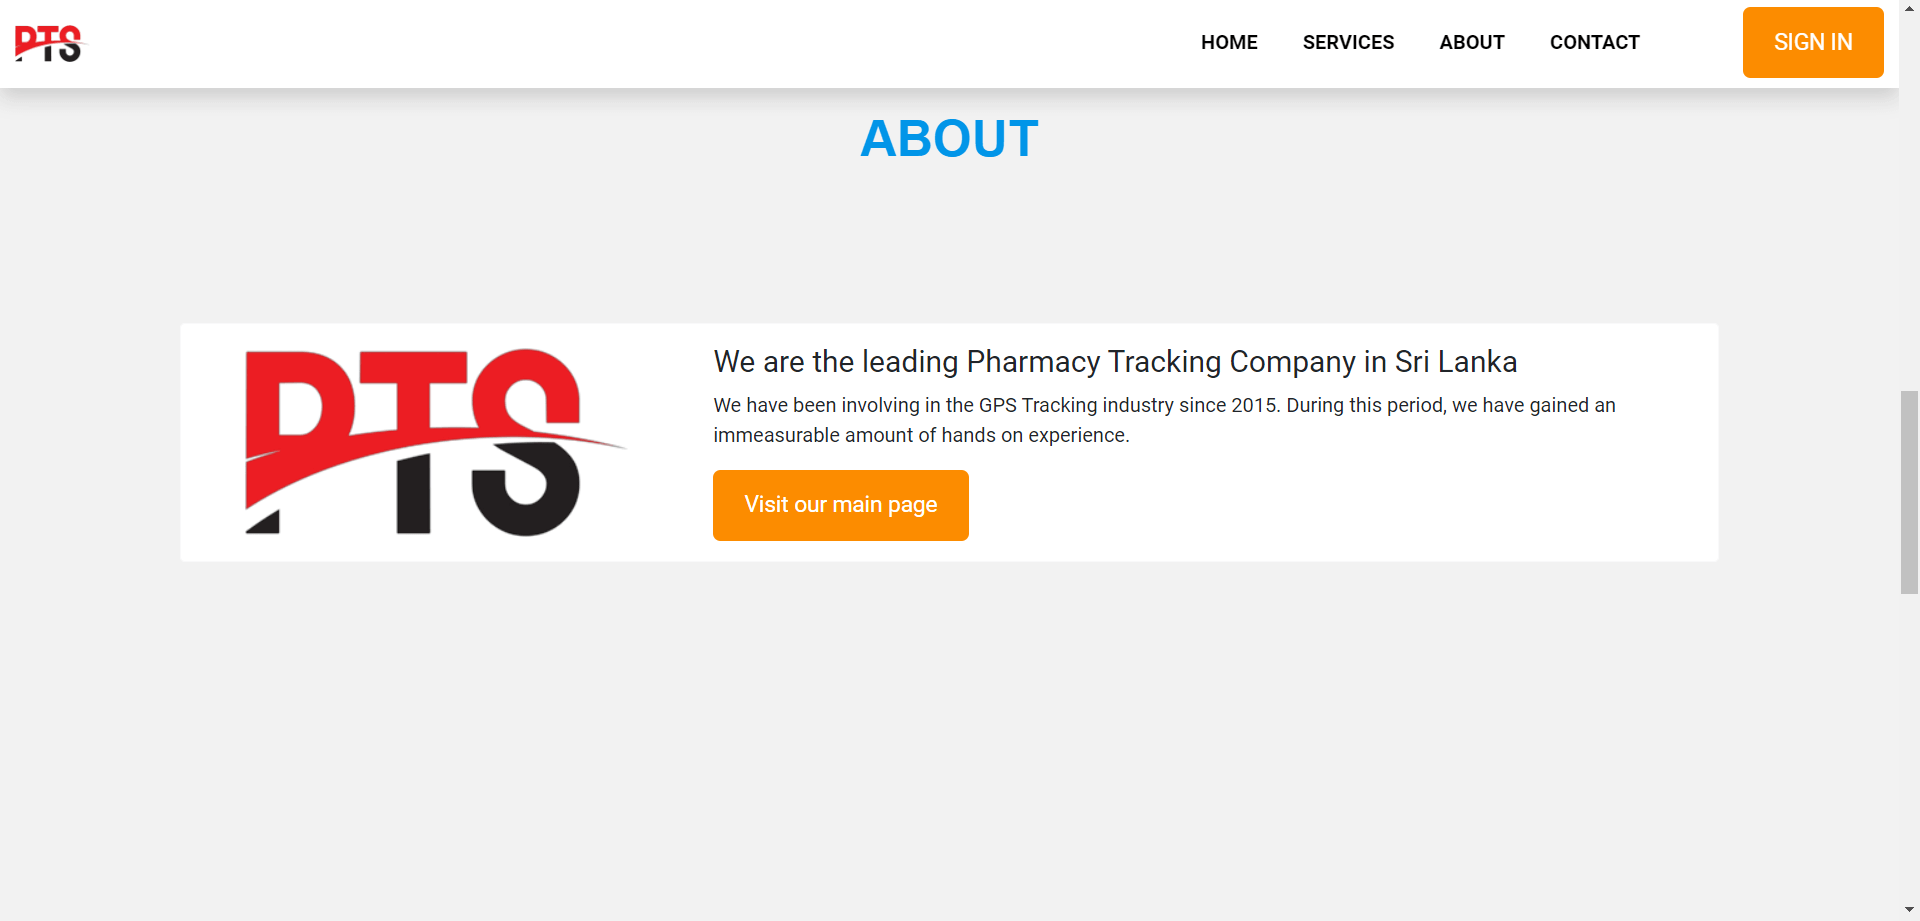 PTS
HOME
SERVICES
ABOUT
CONTACT
SIGN IN
ABOUT
PTS
We are the leading Pharmacy Tracking Company in Sri Lanka
We have been involving in the GPS Tracking industry since 2015. During this period, we have gained an
immeasurable amount of hands on experience.
Visit our main page